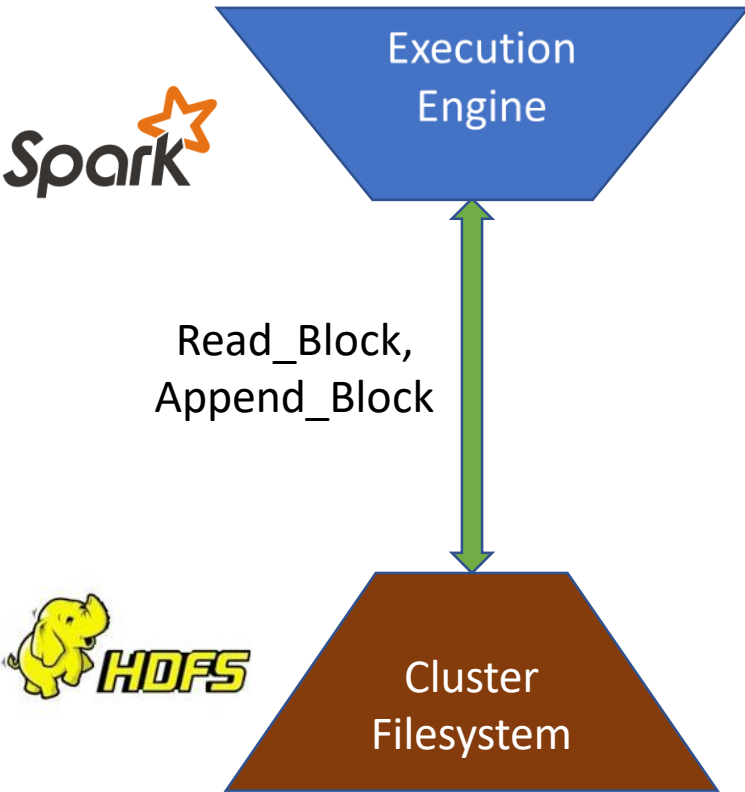 Execution
Engine
Spark
Read_Block,
Append_Block
HDFS
Cluster
Filesystem